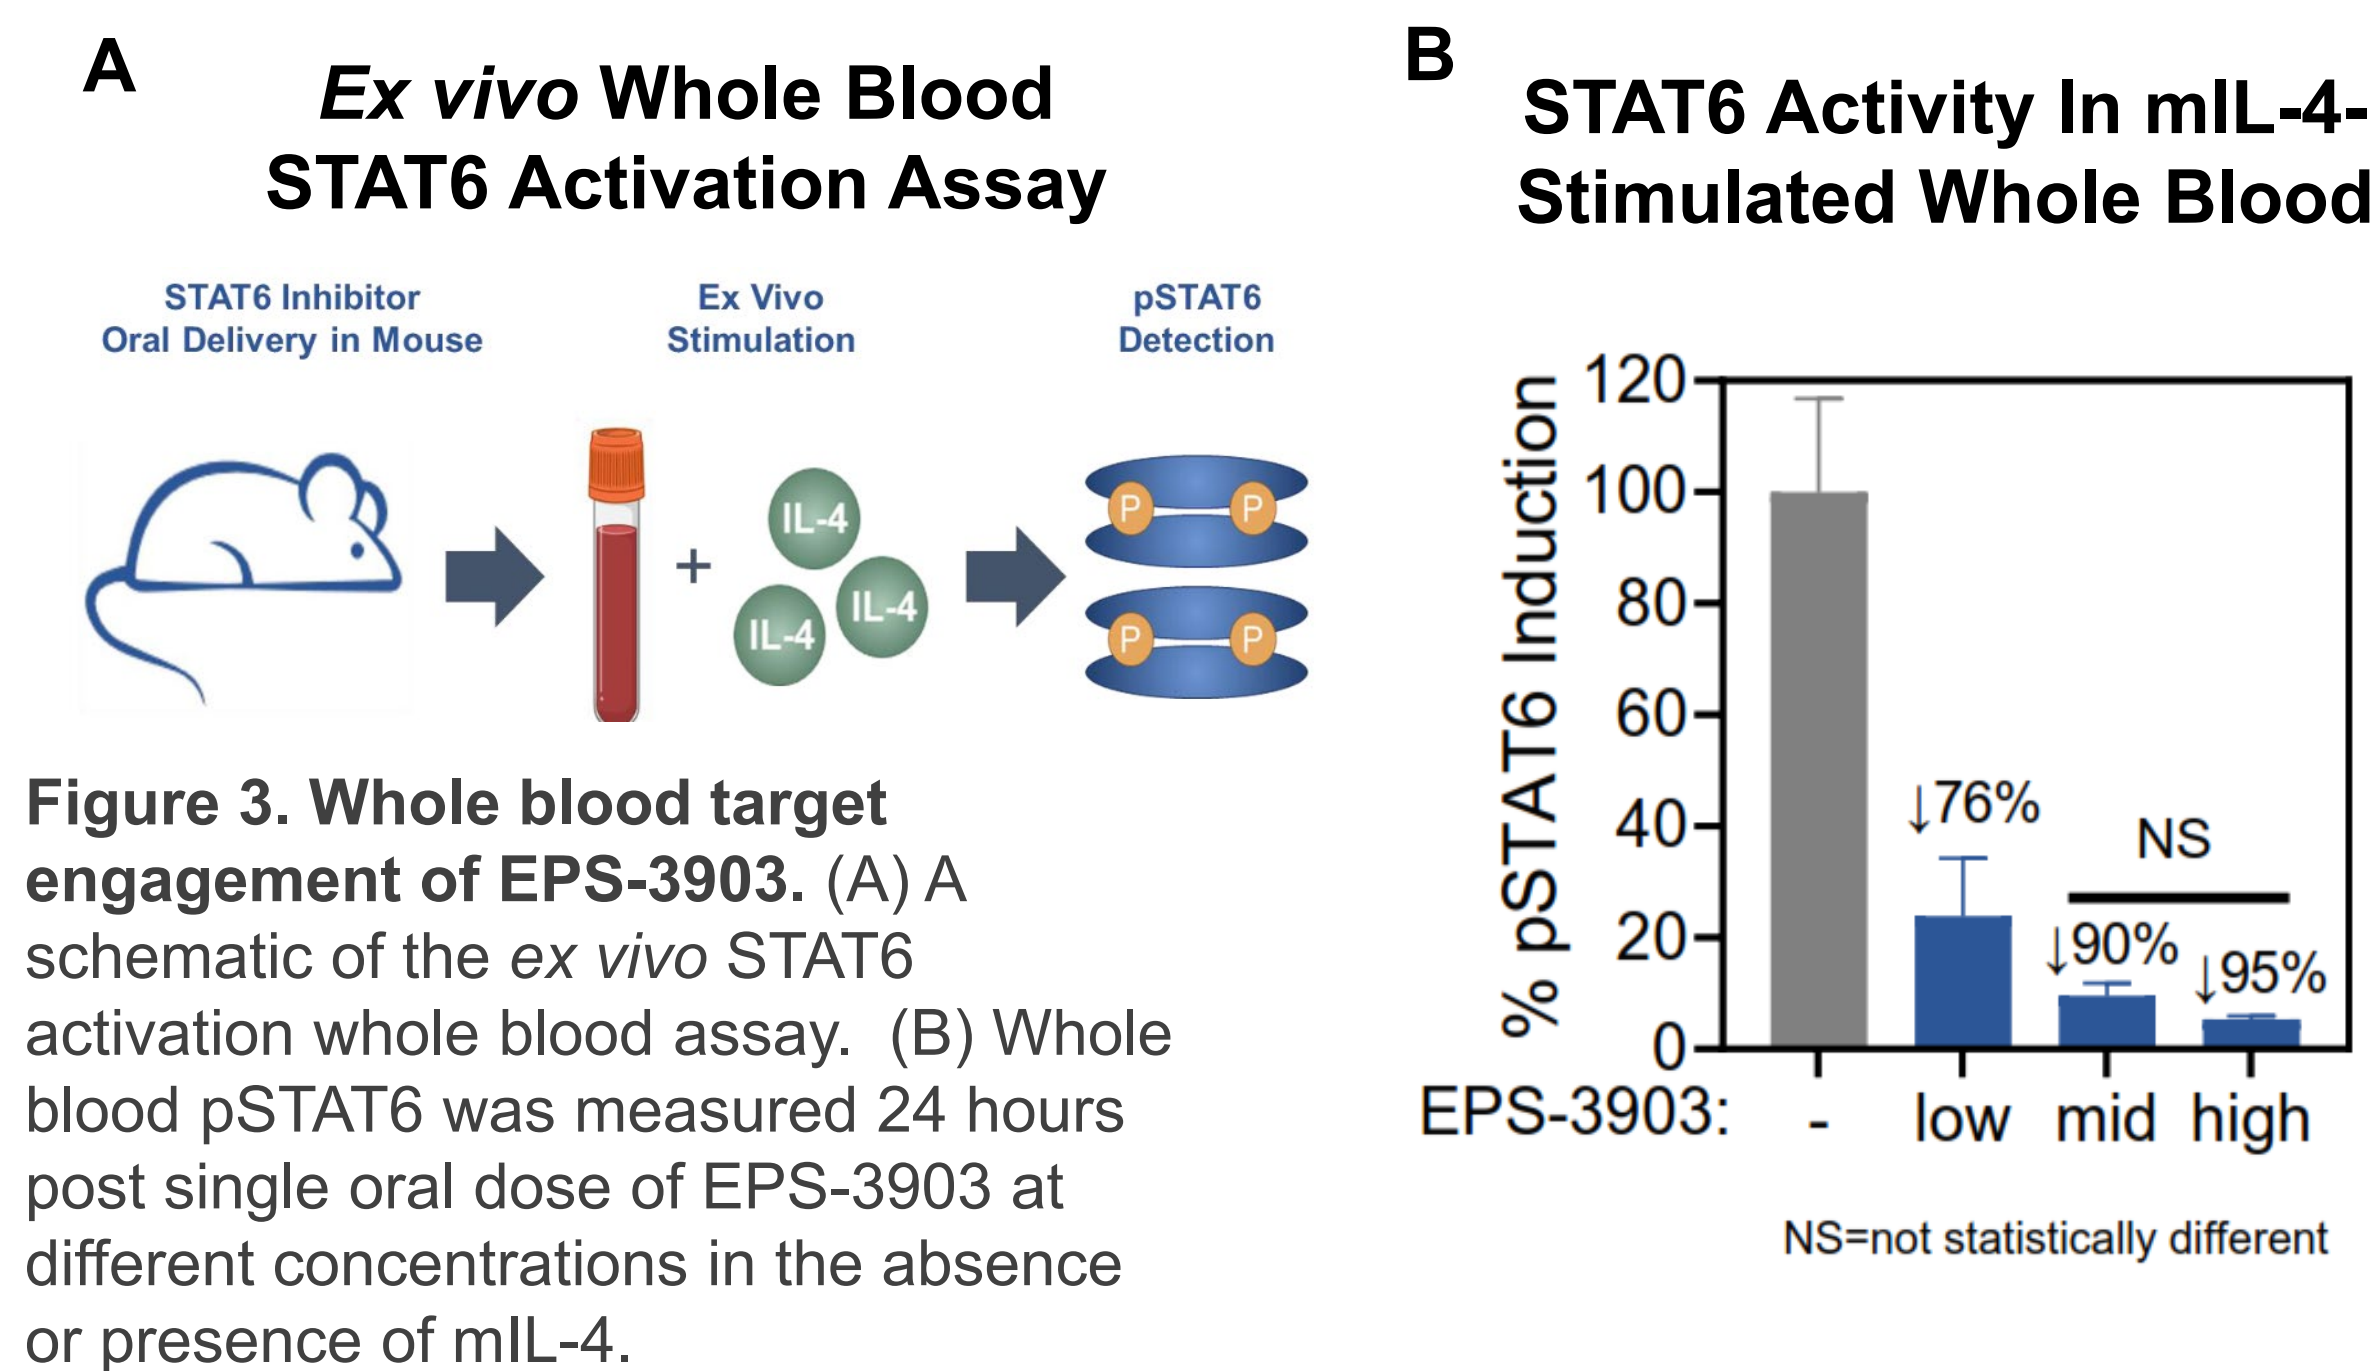 A
Ex vivo Whole Blood
STAT6 Activation Assay
STAT6 Inhibitor
Oral Delivery in Mouse
Ex Vivo
Stimulation
pSTAT6
Detection
+
IL-4
IL-4
IL-4
P
P
P
P
Figure 3. Whole blood target
engagement of EPS-3903. (A) A
schematic of the ex vivo STAT6
activation whole blood assay. (B) Whole
blood pSTAT6 was measured 24 hours
post single oral dose of EPS-3903 at
different concentrations in the absence
or presence of mIL-4.
B
STAT6 Activity In mIL-4-
Stimulated Whole Blood
% pSTAT6 Induction
120
100
80
60
40
20
0
↓76%
NS
↓90%
↓95%
EPS-3903: - low mid high
NS=not statistically different